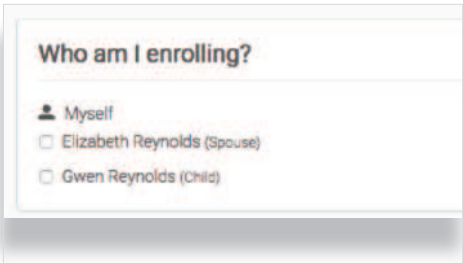 Who am I enrolling?
Myself
Elizabeth Reynolds (Spouse)
Gwen Reynolds (Child)